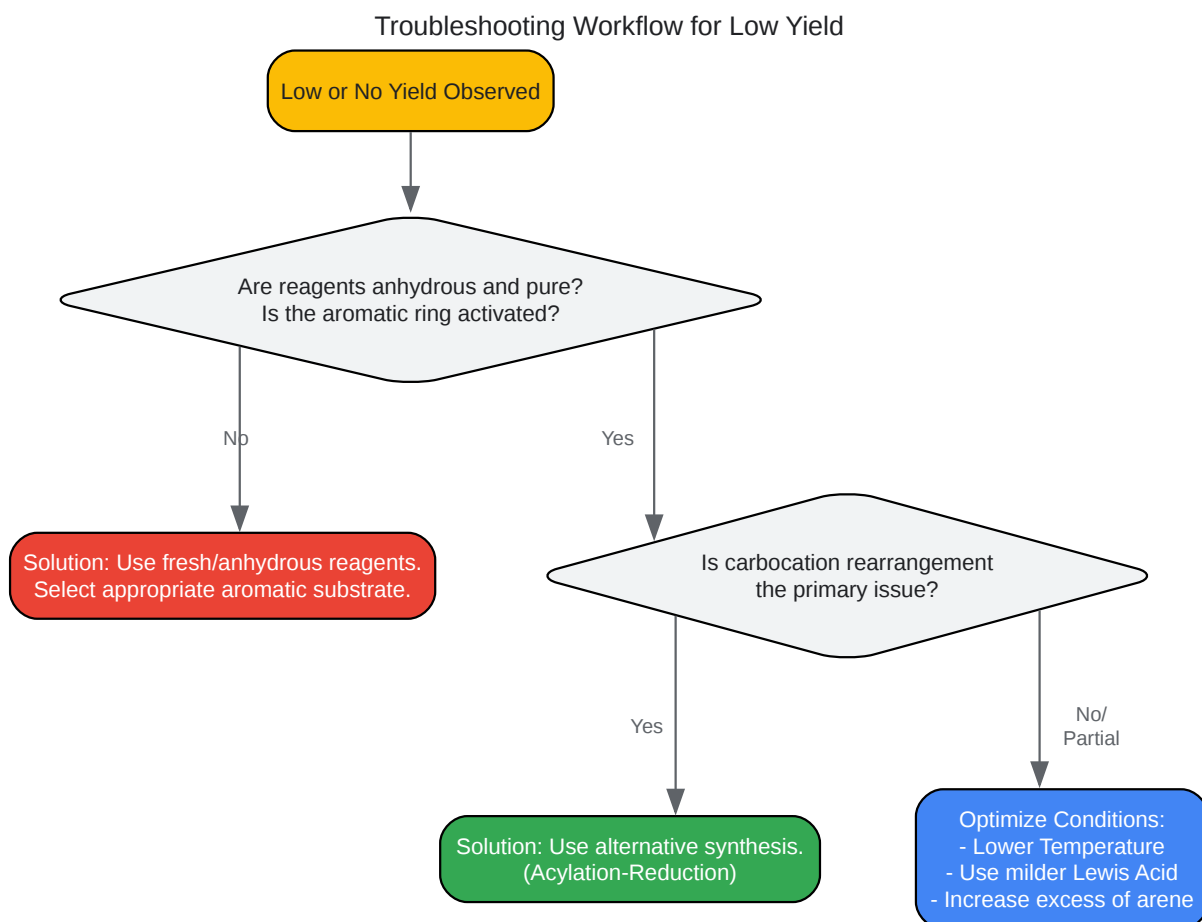 Troubleshooting Workflow for Low Yield
Low or No Yield Observed
Are reagents anhydrous and pure?
Is the aromatic ring activated?
No
Yes
Solution: Use fresh/anhydrous reagents.
Select appropriate aromatic substrate.
Is carbocation rearrangement
the primary issue?
Yes
No/
Partial
Solution: Use alternative synthesis.
(Acylation-Reduction)
Optimize Conditions:
- Lower Temperature
- Use milder Lewis Acid
- Increase excess of arene